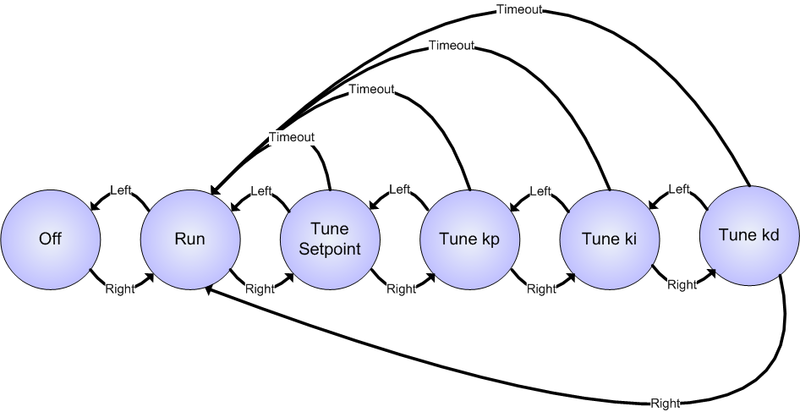 Timeout
Timeout
Timeout
Timeout
Left
Left
Left
Left
Left
Off
Run
Tune
Setpoint
Tune kp
Tune ki
Tune kd
Right
Right
Right
Right
Right
Right